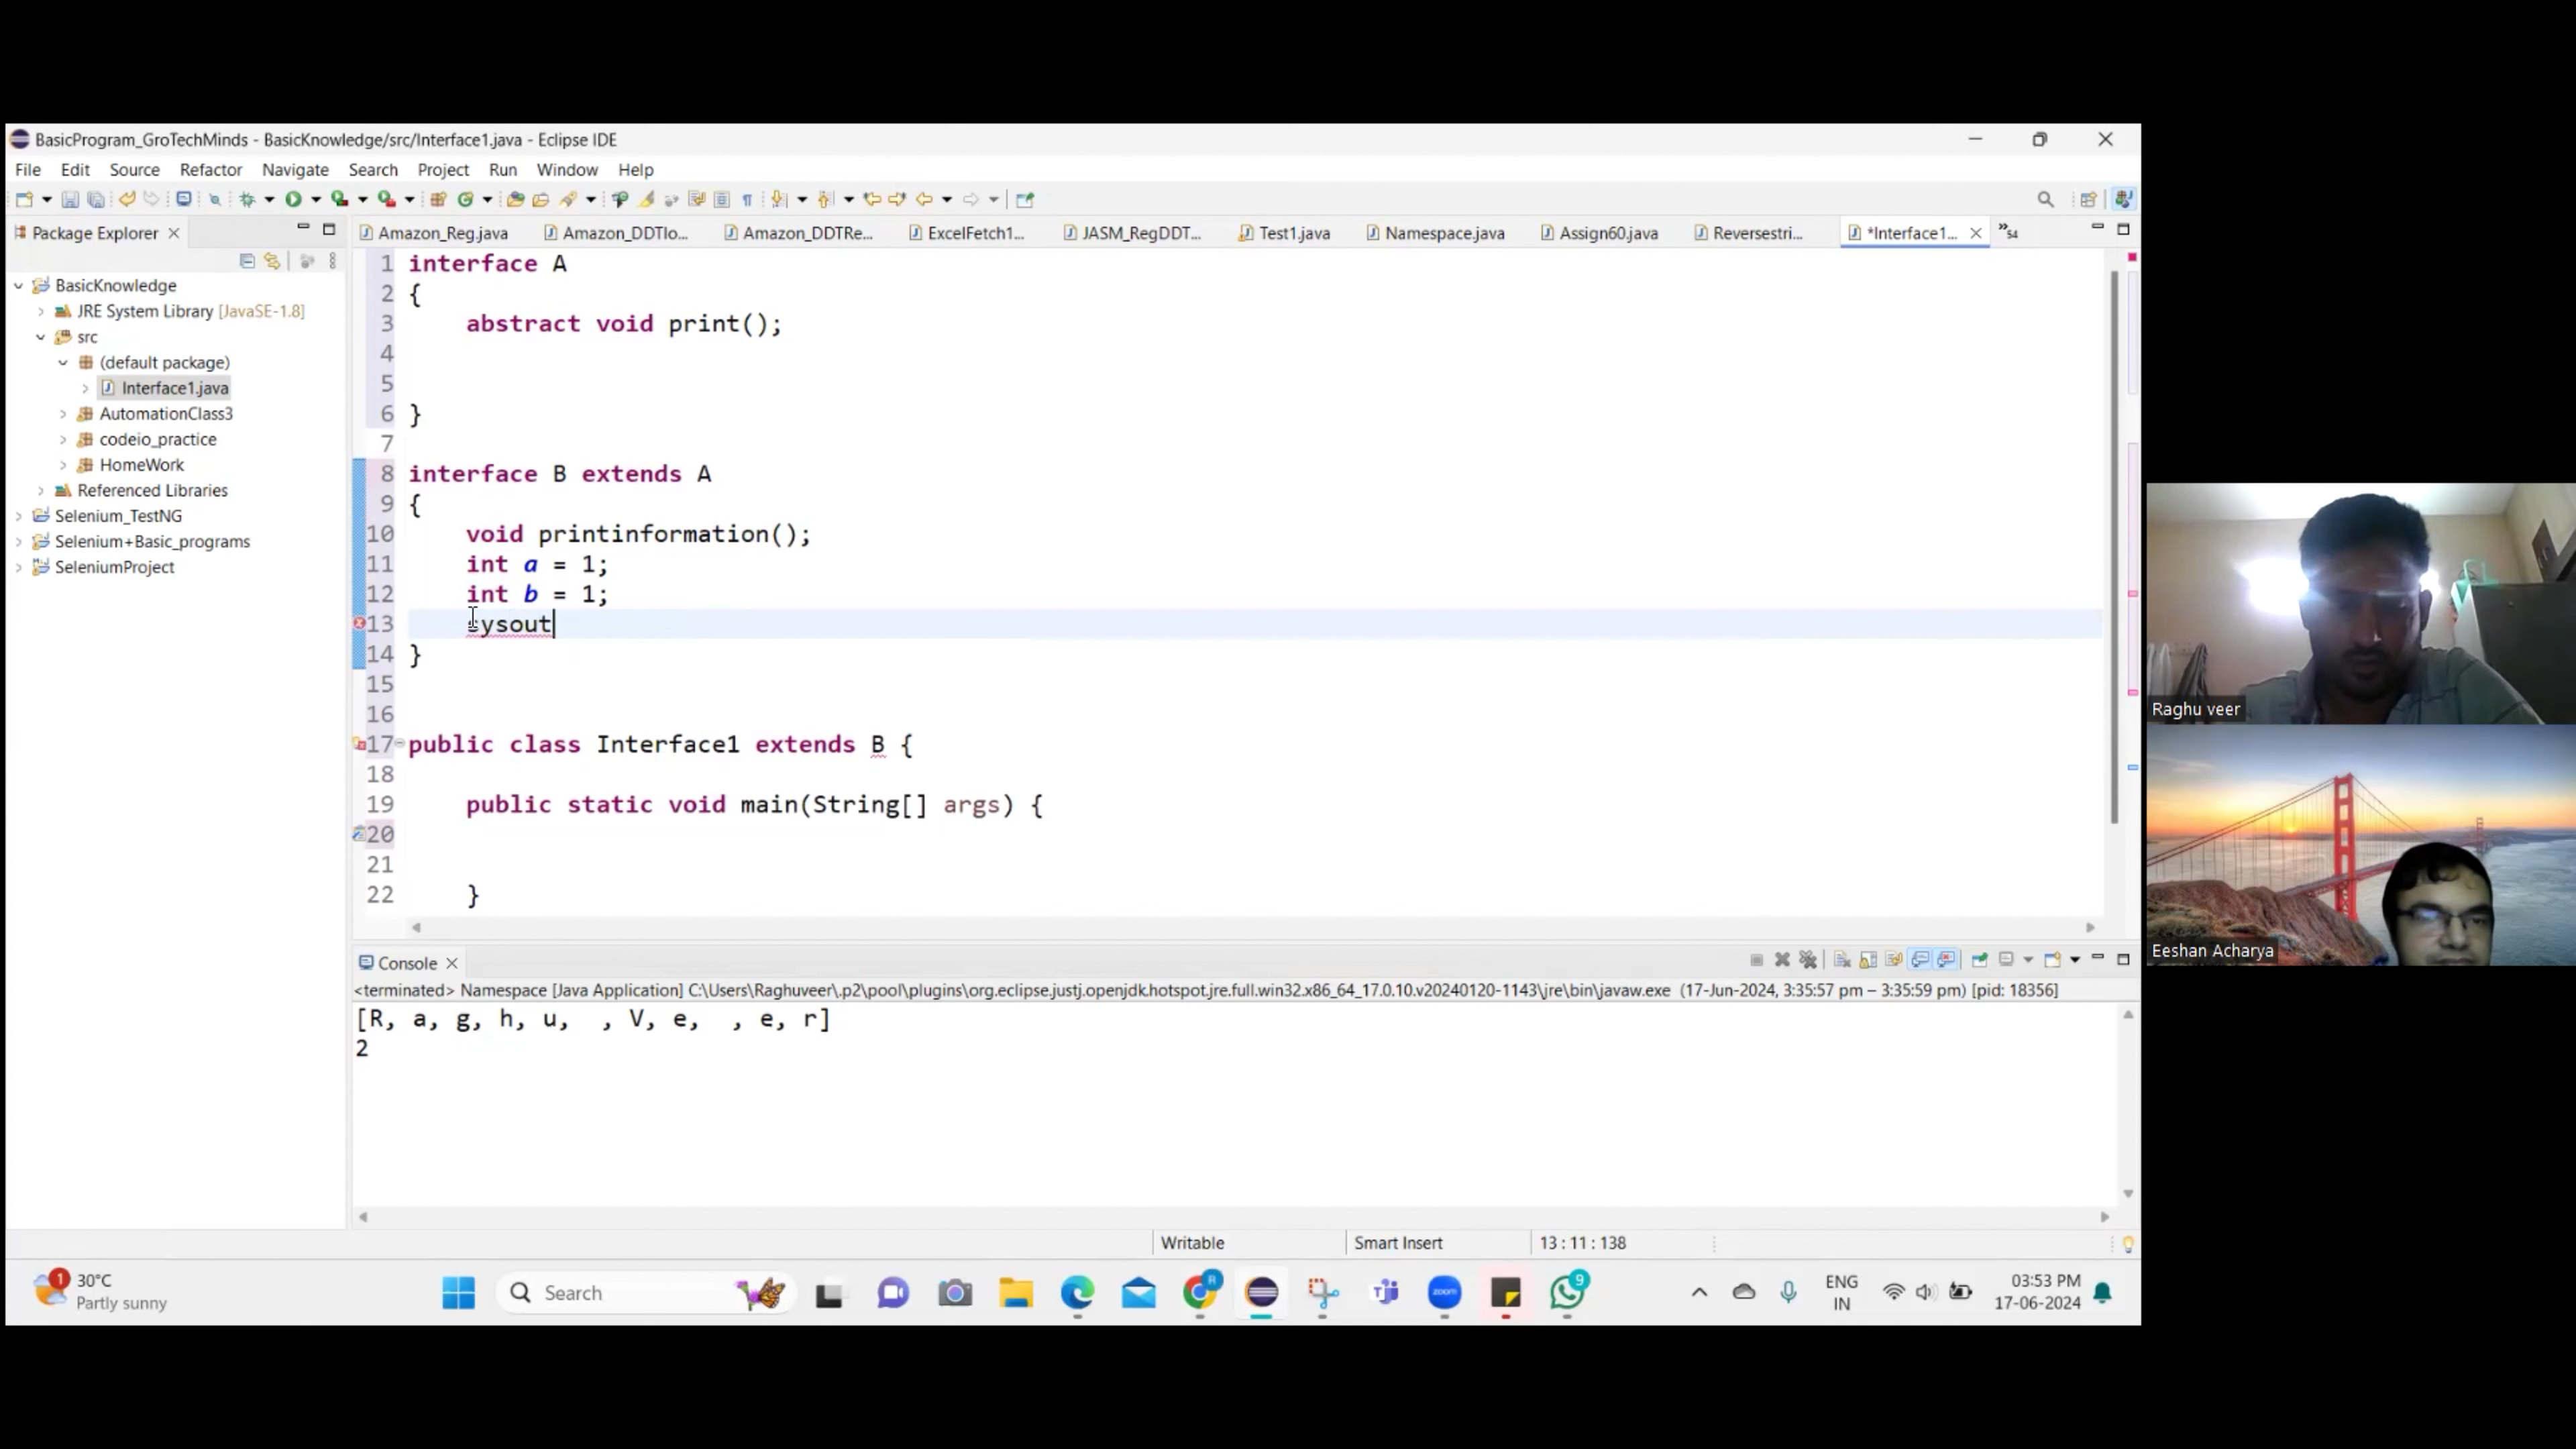 BasicProgram_GroTechMinds - BasicKnowledge/src/Interface1.java - Eclipse IDE
File Edit Source Refactor Navigate Search Project Run Window Help
Package Explorer
BasicKnowledge
JRE System Library [JavaSE-1.8]
src
(default package)
Interface1.java
AutomationClass3
codeio_practice
HomeWork
Referenced Libraries
Selenium_TestNG
Selenium+Basic_programs
SeleniumProject
Amazon_Reg.java Amazon_DDTlo... Amazon_DDTRe... ExcelFetch1... JASM_RegDDT... Test1.java Namespace.java Assign60.java Reversestri... *Interface1... »54
1 interface A
2 {
3 abstract void print();
4
5
6 }
7
8 interface B extends A
9 {
10 void printinformation();
11 int a = 1;
12 int b = 1;
13 sysout
14 }
15
16
17 public class Interface1 extends B {
18
19 public static void main(String[] args) {
20
21
22 }
Console
<terminated> Namespace [Java Application] C:\Users\Raghuveer\.p2\pool\plugins\org.eclipse.justj.openjdk.hotspot.jre.full.win32.x86_64_17.0.10.v20240120-1143\jre\bin\javaw.exe (17-Jun-2024, 3:35:57 pm – 3:35:59 pm) [pid: 18356]
[R, a, g, h, u,  , V, e,  , e, r]
2
Writable Smart Insert 13 : 11 : 138
1 30°C
Partly sunny
Search
R
zoom
9
ENG
IN
03:53 PM
17-06-2024
Raghu veer
Eeshan Acharya